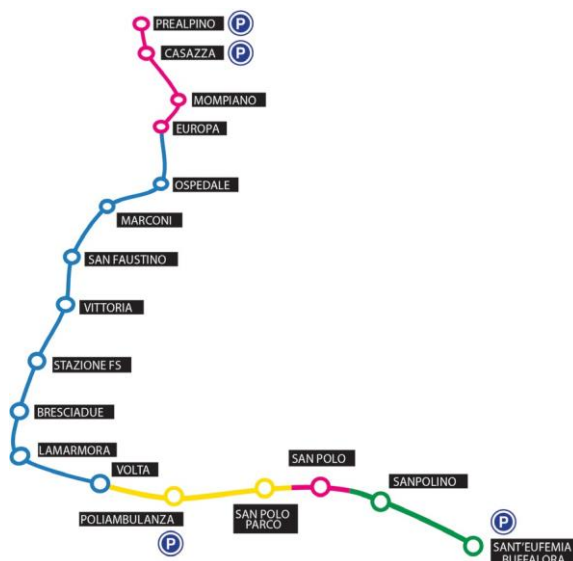 PREALPINO P
CASAZZA P
MOMPIANO
EUROPA
OSPEDALE
MARCONI
SAN FAUSTINO
VITTORIA
STAZIONE FS
BRESCIADUE
LAMARMORA
VOLTA
POLIAMBULANZA
P
SAN POLO
PARCO
SAN POLO
SANPOLINO
P
SANT'EUFEMIA
BUFFALORA